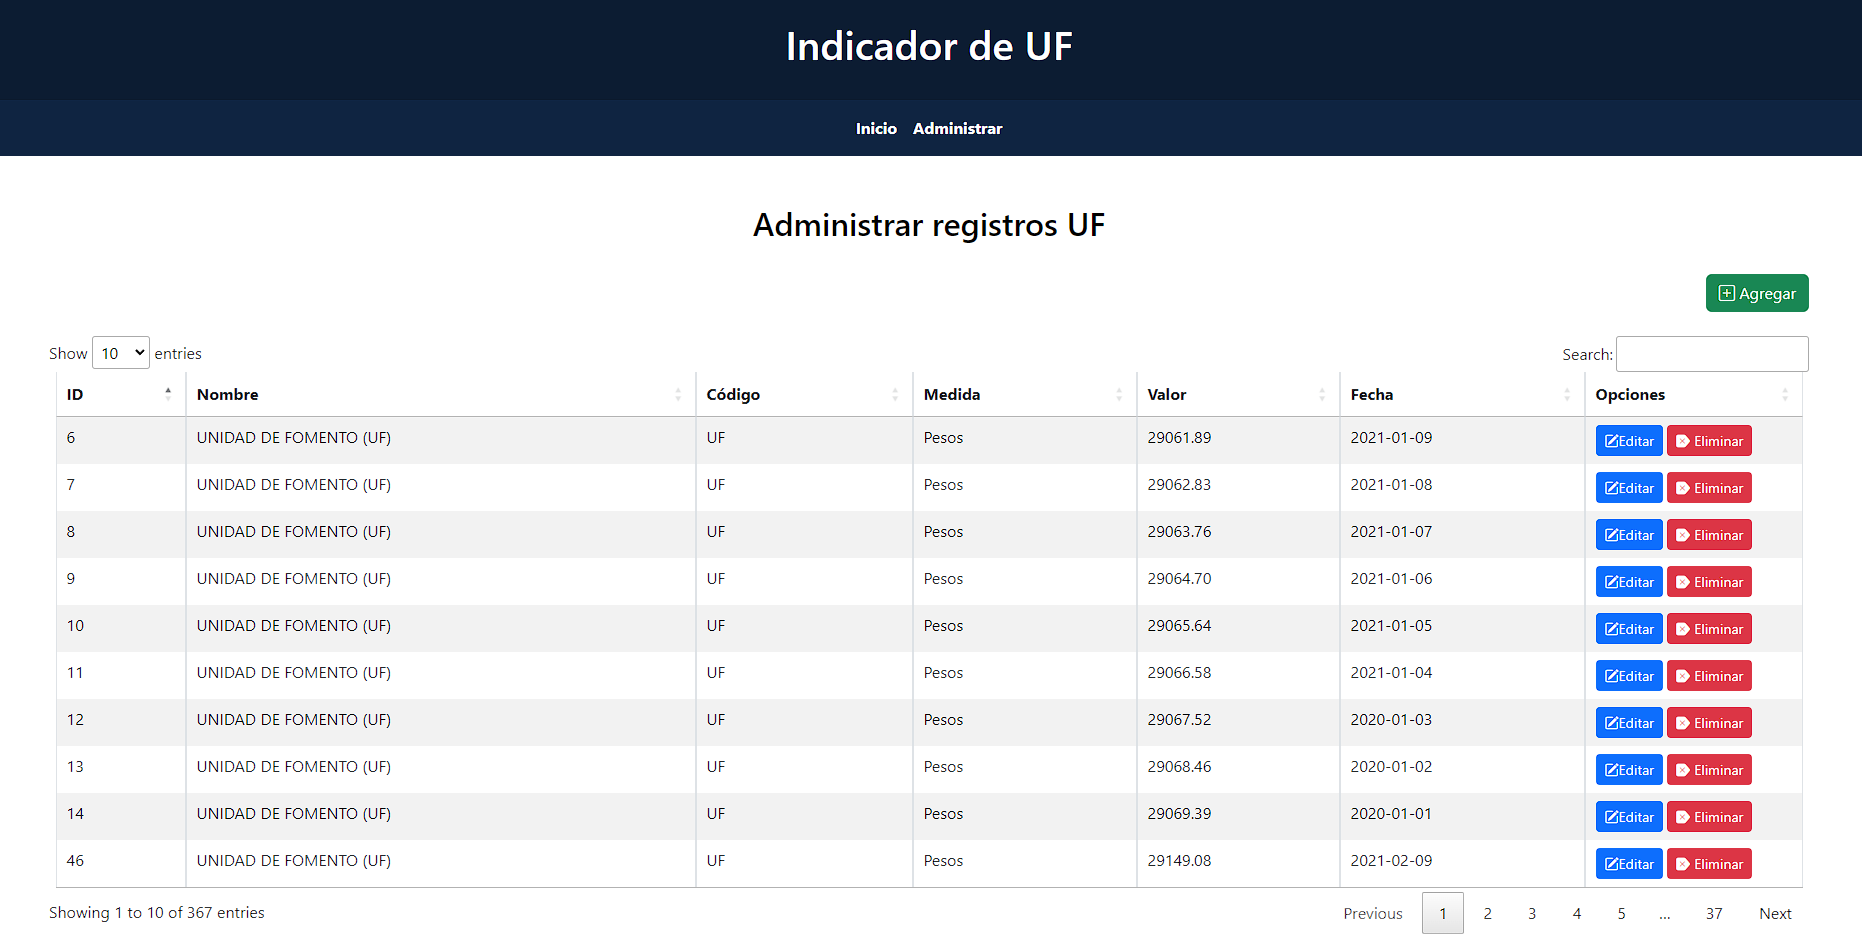 Indicador de UF
Inicio Administrar
Administrar registros UF
Agregar
Show 10 entries Search:
ID Nombre Código Medida Valor Fecha Opciones
6 UNIDAD DE FOMENTO (UF) UF Pesos 29061.89 2021-01-09 Editar Eliminar
7 UNIDAD DE FOMENTO (UF) UF Pesos 29062.83 2021-01-08 Editar Eliminar
8 UNIDAD DE FOMENTO (UF) UF Pesos 29063.76 2021-01-07 Editar Eliminar
9 UNIDAD DE FOMENTO (UF) UF Pesos 29064.70 2021-01-06 Editar Eliminar
10 UNIDAD DE FOMENTO (UF) UF Pesos 29065.64 2021-01-05 Editar Eliminar
11 UNIDAD DE FOMENTO (UF) UF Pesos 29066.58 2021-01-04 Editar Eliminar
12 UNIDAD DE FOMENTO (UF) UF Pesos 29067.52 2020-01-03 Editar Eliminar
13 UNIDAD DE FOMENTO (UF) UF Pesos 29068.46 2020-01-02 Editar Eliminar
14 UNIDAD DE FOMENTO (UF) UF Pesos 29069.39 2020-01-01 Editar Eliminar
46 UNIDAD DE FOMENTO (UF) UF Pesos 29149.08 2021-02-09 Editar Eliminar
Showing 1 to 10 of 367 entries Previous 1 2 3 4 5 ... 37 Next